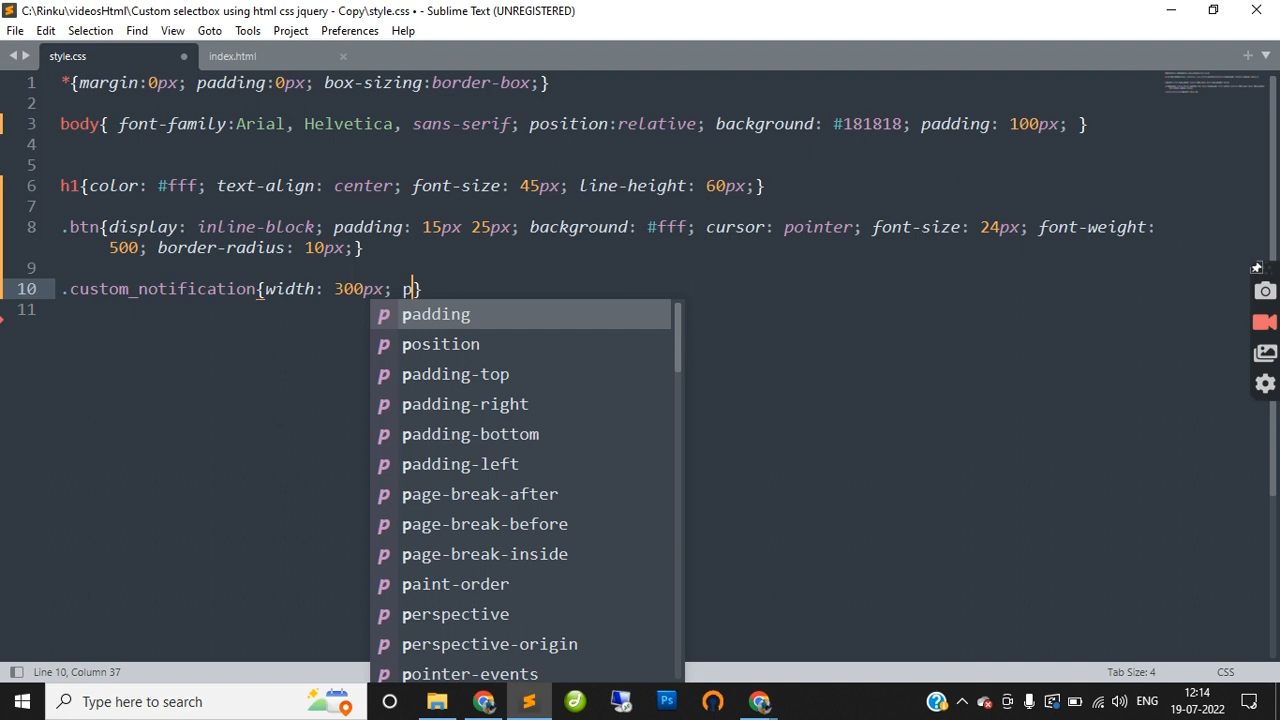 C:\Rinku\videosHtml\Custom selectbox using html css jquery - Copy\style.css • - Sublime Text (UNREGISTERED)
File Edit Selection Find View Goto Tools Project Preferences Help
style.css index.html
1 *{margin:0px; padding:0px; box-sizing:border-box;}
2
3 body{ font-family:Arial, Helvetica, sans-serif; position:relative; background: #181818; padding: 100px; }
4
5
6 h1{color: #fff; text-align: center; font-size: 45px; line-height: 60px;}
7
8 .btn{display: inline-block; padding: 15px 25px; background: #fff; cursor: pointer; font-size: 24px; font-weight:
500; border-radius: 10px;}
9
10 .custom_notification{width: 300px; p}
11
p padding
p position
p padding-top
p padding-right
p padding-bottom
p padding-left
p page-break-after
p page-break-before
p page-break-inside
p paint-order
p perspective
p perspective-origin
p pointer-events
Line 10, Column 37 Tab Size: 4 CSS
Type here to search Ps ENG 12:14
19-07-2022